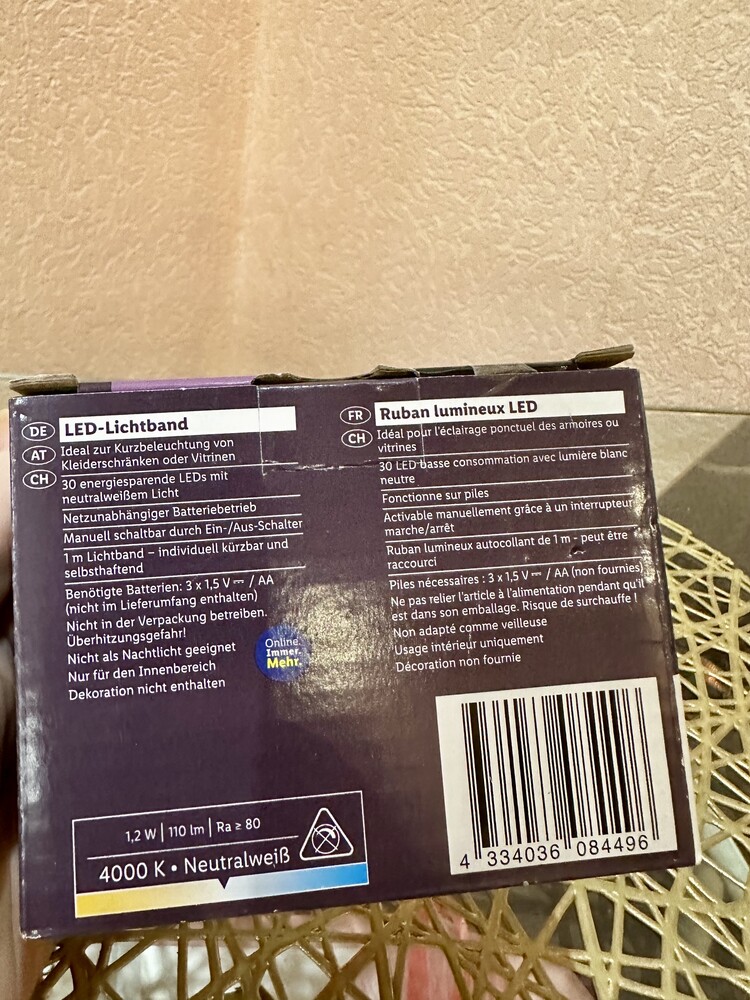 DE
AT
CH
LED-Lichtband
Ideal zur Kurzbeleuchtung von
Kleiderschränken oder Vitrinen
30 energiesparende LEDs mit
neutralweißem Licht
Netzunabhängiger Batteriebetrieb
Manuell schaltbar durch Ein-/Aus-Schalter
1 m Lichtband – individuell kürzbar und
selbsthaftend
Benötigte Batterien: 3 x 1,5 V ⎓ / AA
(nicht im Lieferumfang enthalten)
Nicht in der Verpackung betreiben.
Überhitzungsgefahr!
Nicht als Nachtlicht geeignet
Nur für den Innenbereich
Dekoration nicht enthalten
Online.
Immer.
Mehr.
FR
CH
Ruban lumineux LED
Idéal pour l'éclairage ponctuel des armoires ou
vitrines
30 LED basse consommation avec lumière blanc
neutre
Fonctionne sur piles
Activable manuellement grâce à un interrupteur
marche/arrêt
Ruban lumineux autocollant de 1 m - peut être
raccourci
Piles nécessaires : 3 x 1,5 V ⎓ / AA (non fournies)
Ne pas relier l'article à l'alimentation pendant qu'il
est dans son emballage. Risque de surchauffe !
Non adapté comme veilleuse
Usage intérieur uniquement
Décoration non fournie
1,2 W | 110 lm | Ra ≥ 80
4000 K • Neutralweiß
4 334036 084496